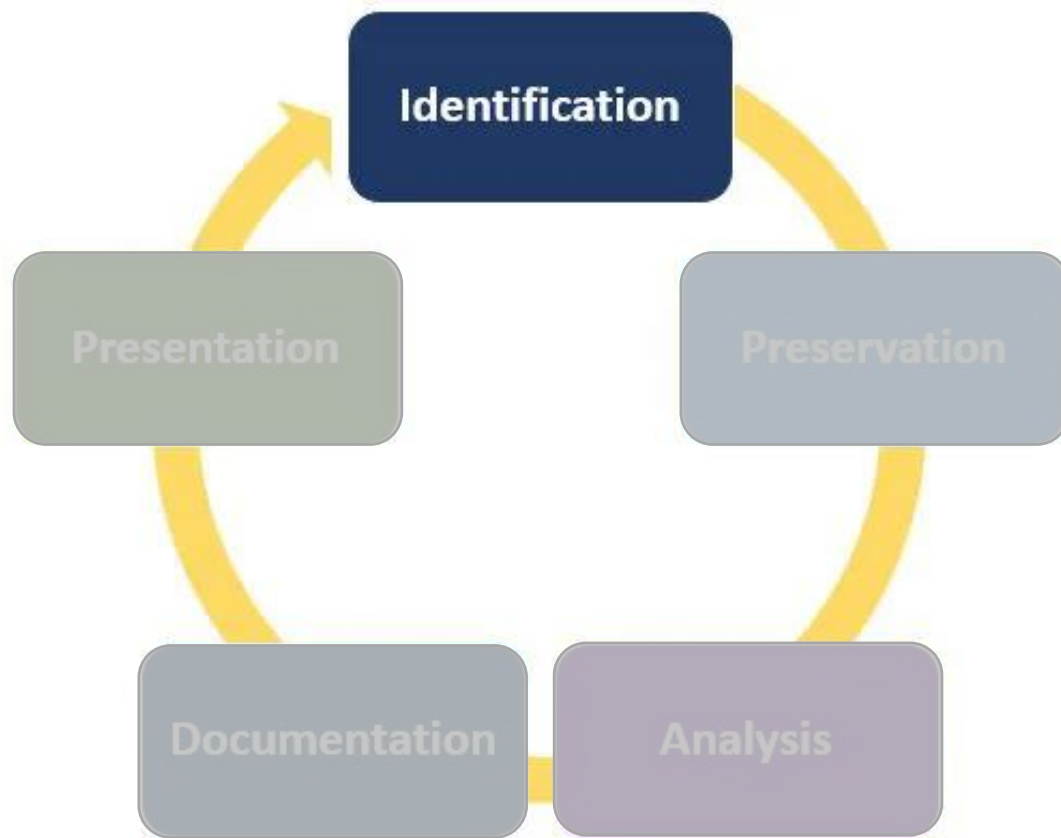 Identification
Preservation
Analysis
Documentation
Presentation